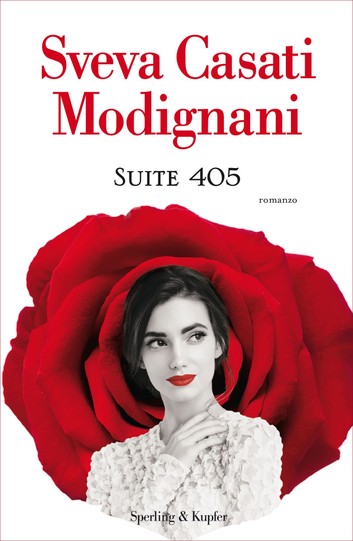 Sveva Casati
Modignani
SUITE 405
romanzo
Sperling & Kupfer